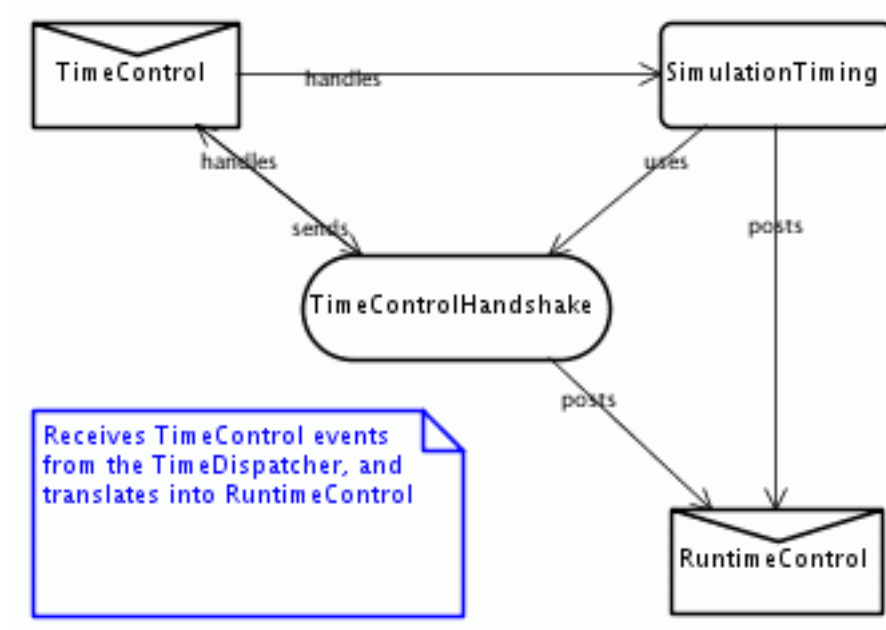 TimeControl
handles
SimulationTiming
handles
uses
sends
posts
TimeControlHandshake
posts
Receives TimeControl events
from the TimeDispatcher, and
translates into RuntimeControl
RuntimeControl